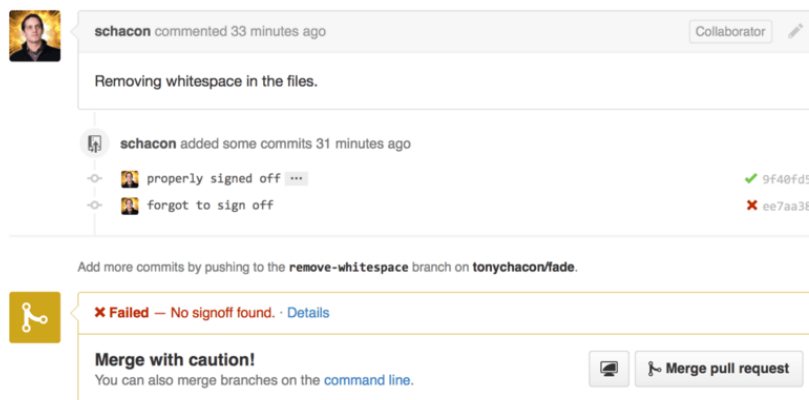 schacon commented 33 minutes ago Collaborator
Removing whitespace in the files.
schacon added some commits 31 minutes ago
properly signed off ... 9f40fd5
forgot to sign off ee7aa38
Add more commits by pushing to the remove-whitespace branch on tonychacon/fade.
Failed — No signoff found. · Details
Merge with caution!
You can also merge branches on the command line.
Merge pull request